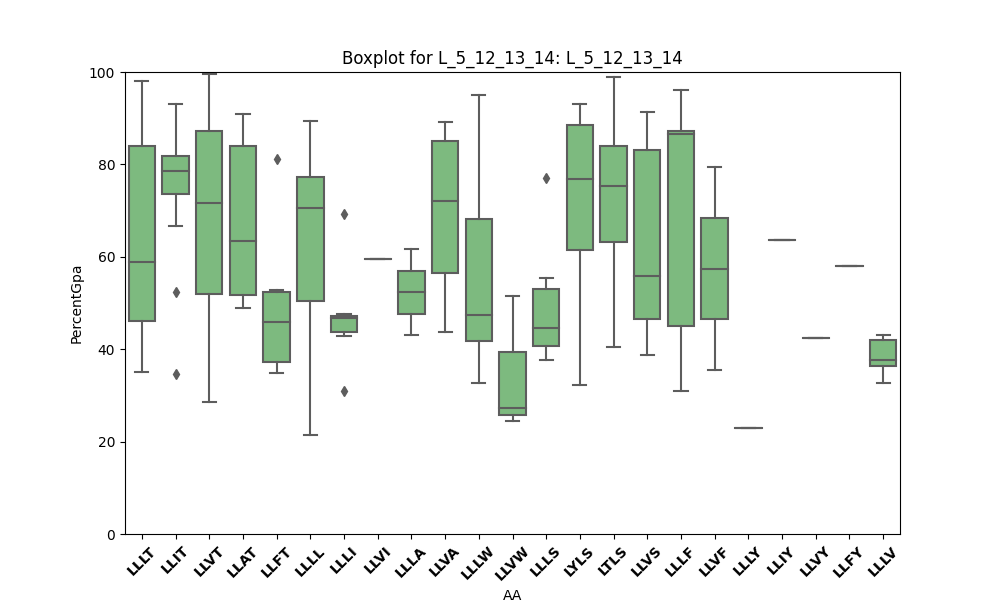 Boxplot for L_5_12_13_14: L_5_12_13_14
PercentGpa
100
80
60
40
20
0
LLLT LLIT LLVT LLAT LLFT LLLL LLLI LLVI LLLA LLVA LLLW LLVW LLLS LYLS LTLS LLVS LLLF LLVF LLLY LLIY LLVY LLFY LLLV
AA